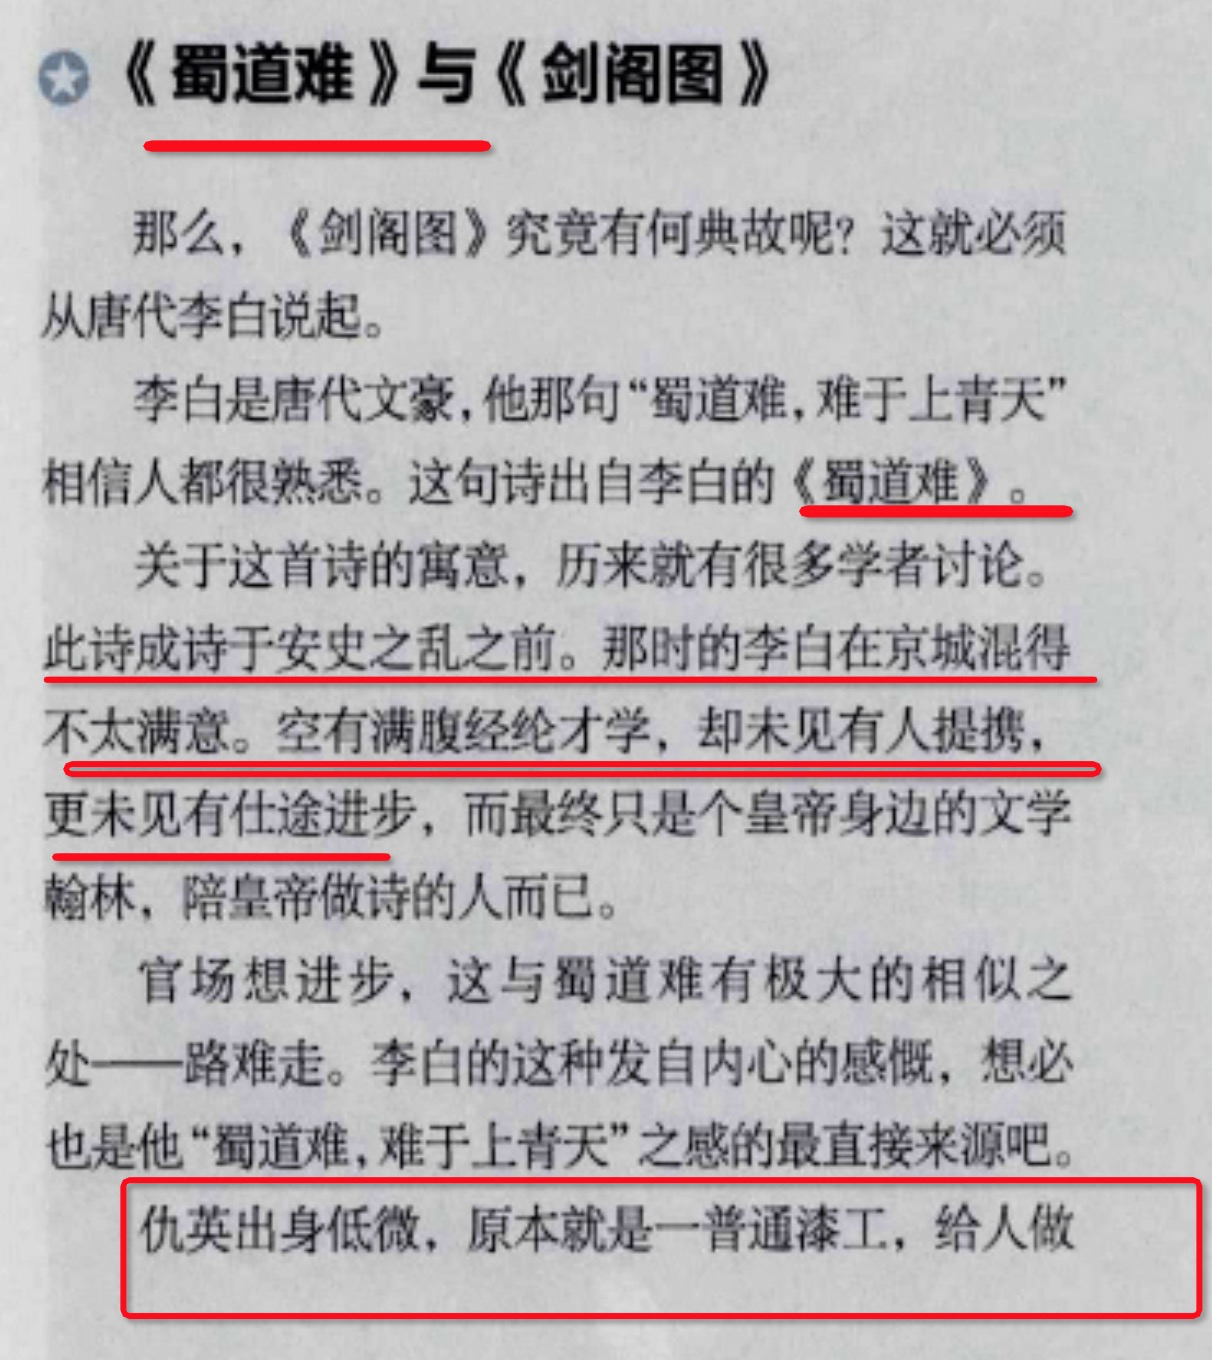 《蜀道难》与《剑阁图》
那么，《剑阁图》究竟有何典故呢？这就必须
从唐代李白说起。
李白是唐代文豪，他那句“蜀道难，难于上青天”
相信人都很熟悉。这句诗出自李白的《蜀道难》。
关于这首诗的寓意，历来就有很多学者讨论。
此诗成诗于安史之乱之前。那时的李白在京城混得
不太满意。空有满腹经纶才学，却未见有人提携，
更未见有仕途进步，而最终只是个皇帝身边的文学
翰林，陪皇帝做诗的人而已。
官场想进步，这与蜀道难有极大的相似之
处——路难走。李白的这种发自内心的感慨，想必
也是他“蜀道难，难于上青天”之感的最直接来源吧。
仇英出身低微，原本就是一普通漆工，给人做